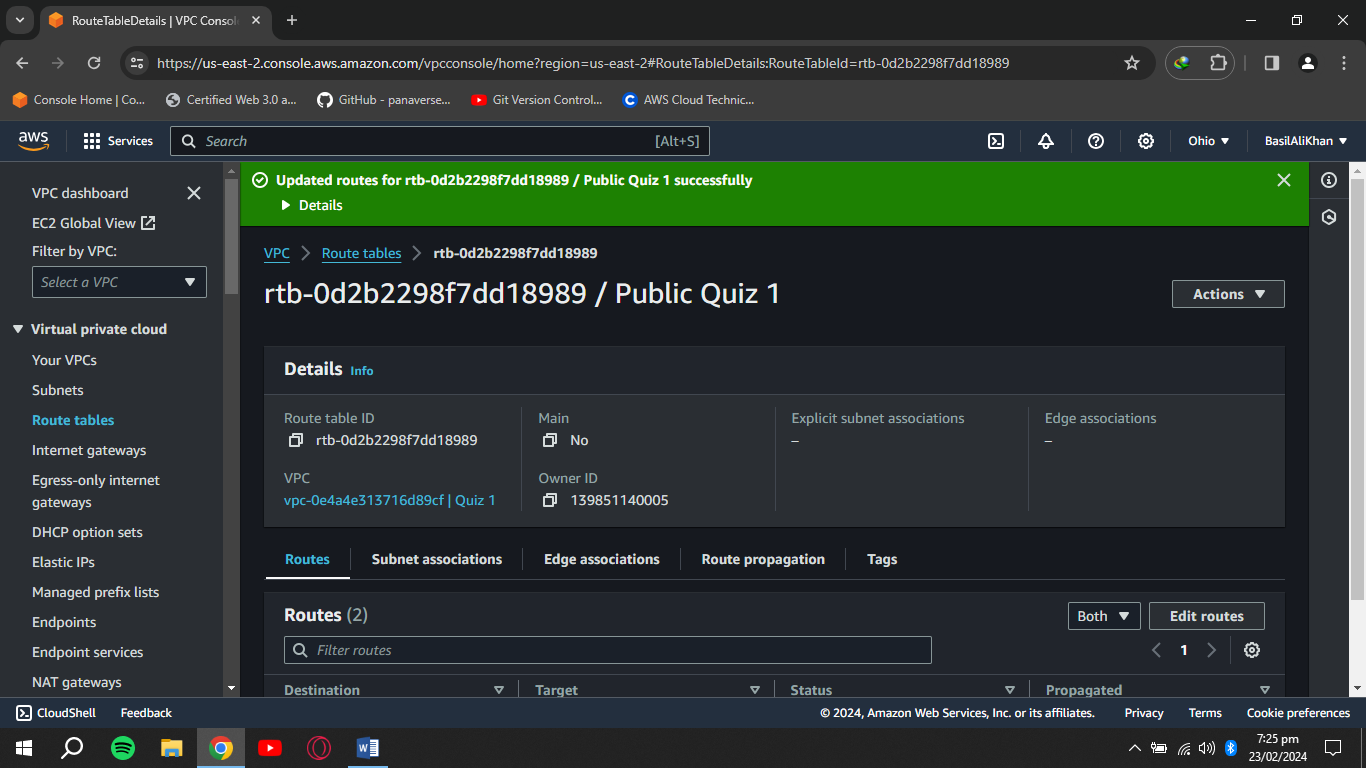 RouteTableDetails | VPC Consol
https://us-east-2.console.aws.amazon.com/vpcconsole/home?region=us-east-2#RouteTableDetails:RouteTableId=rtb-0d2b2298f7dd18989
Console Home | Co...
Certified Web 3.0 a...
GitHub - panaverse...
Git Version Control...
AWS Cloud Technic...
aws
Services
Search
[Alt+S]
Ohio
BasilAliKhan
VPC dashboard
EC2 Global View
Filter by VPC:
Select a VPC
Virtual private cloud
Your VPCs
Subnets
Route tables
Internet gateways
Egress-only internet
gateways
DHCP option sets
Elastic IPs
Managed prefix lists
Endpoints
Endpoint services
NAT gateways
Updated routes for rtb-0d2b2298f7dd18989 / Public Quiz 1 successfully
Details
VPC
Route tables
rtb-0d2b2298f7dd18989
rtb-0d2b2298f7dd18989 / Public Quiz 1
Actions
Details Info
Route table ID
rtb-0d2b2298f7dd18989
Main
No
Explicit subnet associations
–
Edge associations
–
VPC
vpc-0e4a4e313716d89cf | Quiz 1
Owner ID
139851140005
Routes
Subnet associations
Edge associations
Route propagation
Tags
Routes (2)
Both
Edit routes
Filter routes
1
Destination
Target
Status
Propagated
CloudShell
Feedback
© 2024, Amazon Web Services, Inc. or its affiliates.
Privacy
Terms
Cookie preferences
7:25 pm
23/02/2024